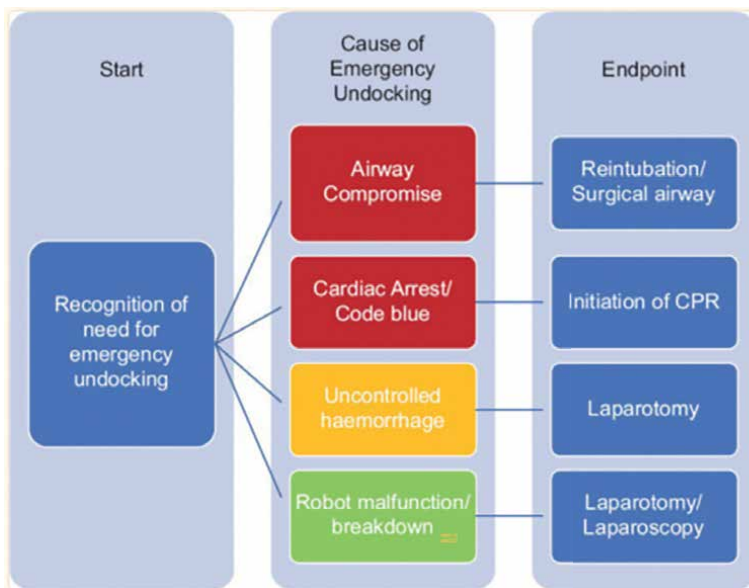 Start
Recognition of
need for
emergency
undocking
Cause of
Emergency
Undocking
Airway
Compromise
Cardiac Arrest/
Code blue
Uncontrolled
haemorrhage
Robot malfunction/
breakdown
Endpoint
Reintubation/
Surgical airway
Initiation of CPR
Laparotomy
Laparotomy/
Laparoscopy